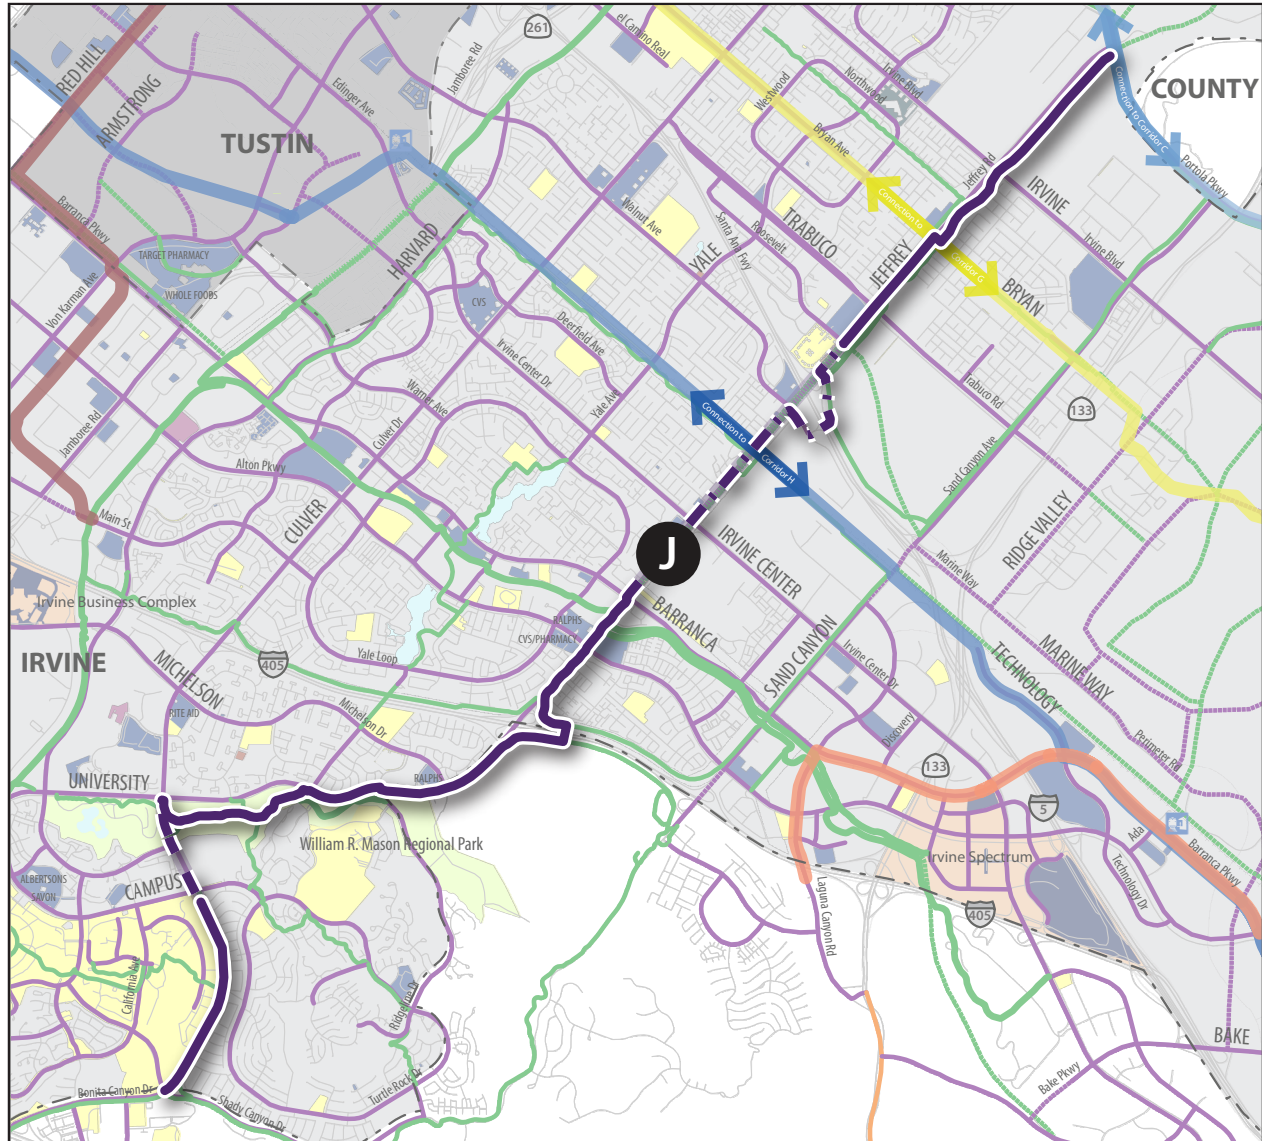 el Camino Real
261
Jamboree Rd
RED HILL
ARMSTRONG
Edinger Ave
TUSTIN
Westwood
Northwood
Irvine Blvd
Bryan Ave
Connection to Corridor C
COUNTY
Portola Pkwy
Jeffrey Rd
IRVINE
Irvine Blvd
Barranca Pkwy
HARVARD
Walnut Ave
YALE
Santa Ana Fwy
Roosevelt
TRABUCO
JEFFREY
Connection to
Corridor G
BRYAN
TARGET PHARMACY
WHOLE FOODS
Von Karman Ave
CVS
Deerfield Ave
Irvine Center Dr
Yale Ave
Warner Ave
Culver Dr
Jamboree Rd
Alton Pkwy
Trabuco Rd
133
Connection to
Corridor H
Sand Canyon Ave
Main St
CULVER
J
IRVINE CENTER
RIDGE VALLEY
Marine Way
Irvine Business Complex
BARRANCA
RALPHS
CVS/PHARMACY
IRVINE
MICHELSON
405
Yale Loop
SAND CANYON
Irvine Center Dr
MARINE WAY
TECHNOLOGY
Michelson Dr
RITE AID
Discovery
Perimeter Rd
133
UNIVERSITY
RALPHS
5
Ada
Barranca Pkwy
William R. Mason Regional Park
Irvine Spectrum
Technology Dr
ALBERTSONS
SAVON
CAMPUS
Laguna Canyon Rd
405
California Ave
Ridgeline Dr
BAKE
Bake Pkwy
Bonita Canyon Dr
Shady Canyon Dr
Turtle Rock Dr